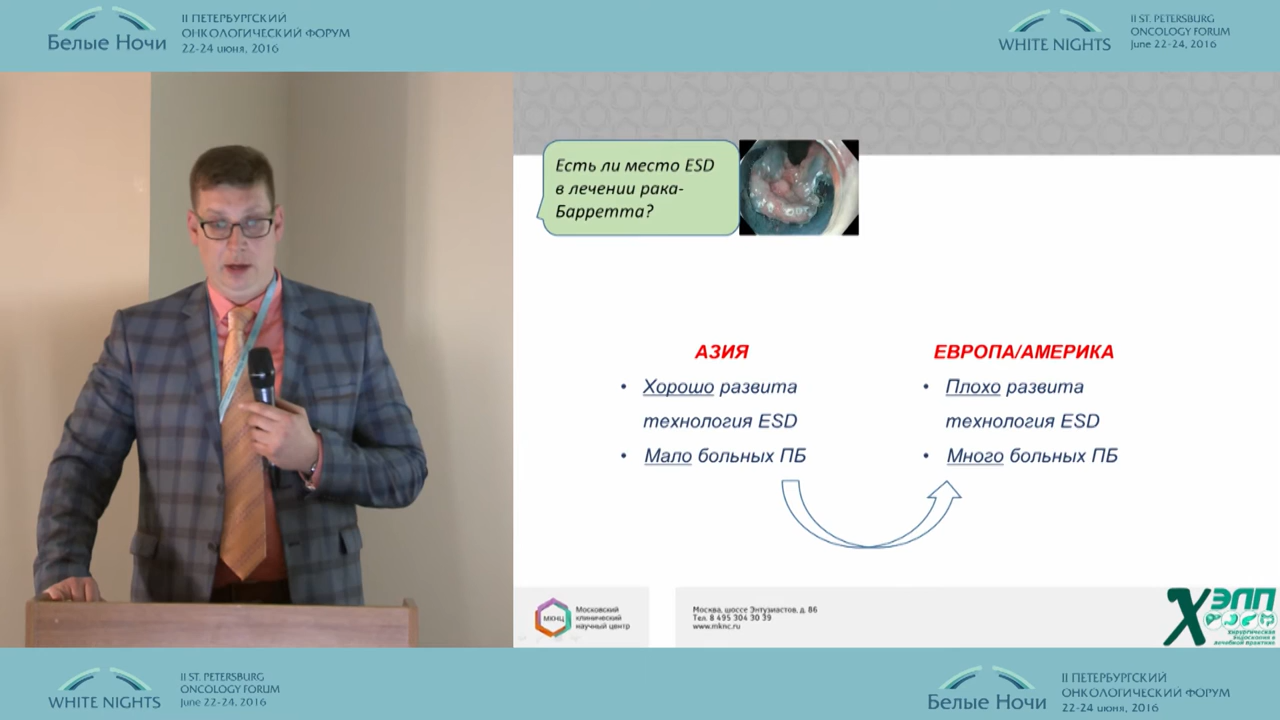 Белые Ночи
II ПЕТЕРБУРГСКИЙ
ОНКОЛОГИЧЕСКИЙ ФОРУМ
22-24 июня, 2016
WHITE NIGHTS
II ST. PETERSBURG
ONCOLOGY FORUM
June 22-24, 2016
Есть ли место ESD
в лечении рака-
Барретта?
АЗИЯ
• Хорошо развита
технология ESD
• Мало больных ПБ
ЕВРОПА/АМЕРИКА
• Плохо развита
технология ESD
• Много больных ПБ
МКНЦ
Московский
клинический
научный центр
Москва, шоссе Энтузиастов, д. 86
Тел. 8 495 304 30 39
www.mknc.ru
ХЭЛП
хирургическая
эндоскопия в
лечебной практике
WHITE NIGHTS
II ST. PETERSBURG
ONCOLOGY FORUM
June 22-24, 2016
Белые Ночи
II ПЕТЕРБУРГСКИЙ
ОНКОЛОГИЧЕСКИЙ ФОРУМ
22-24 июня, 2016